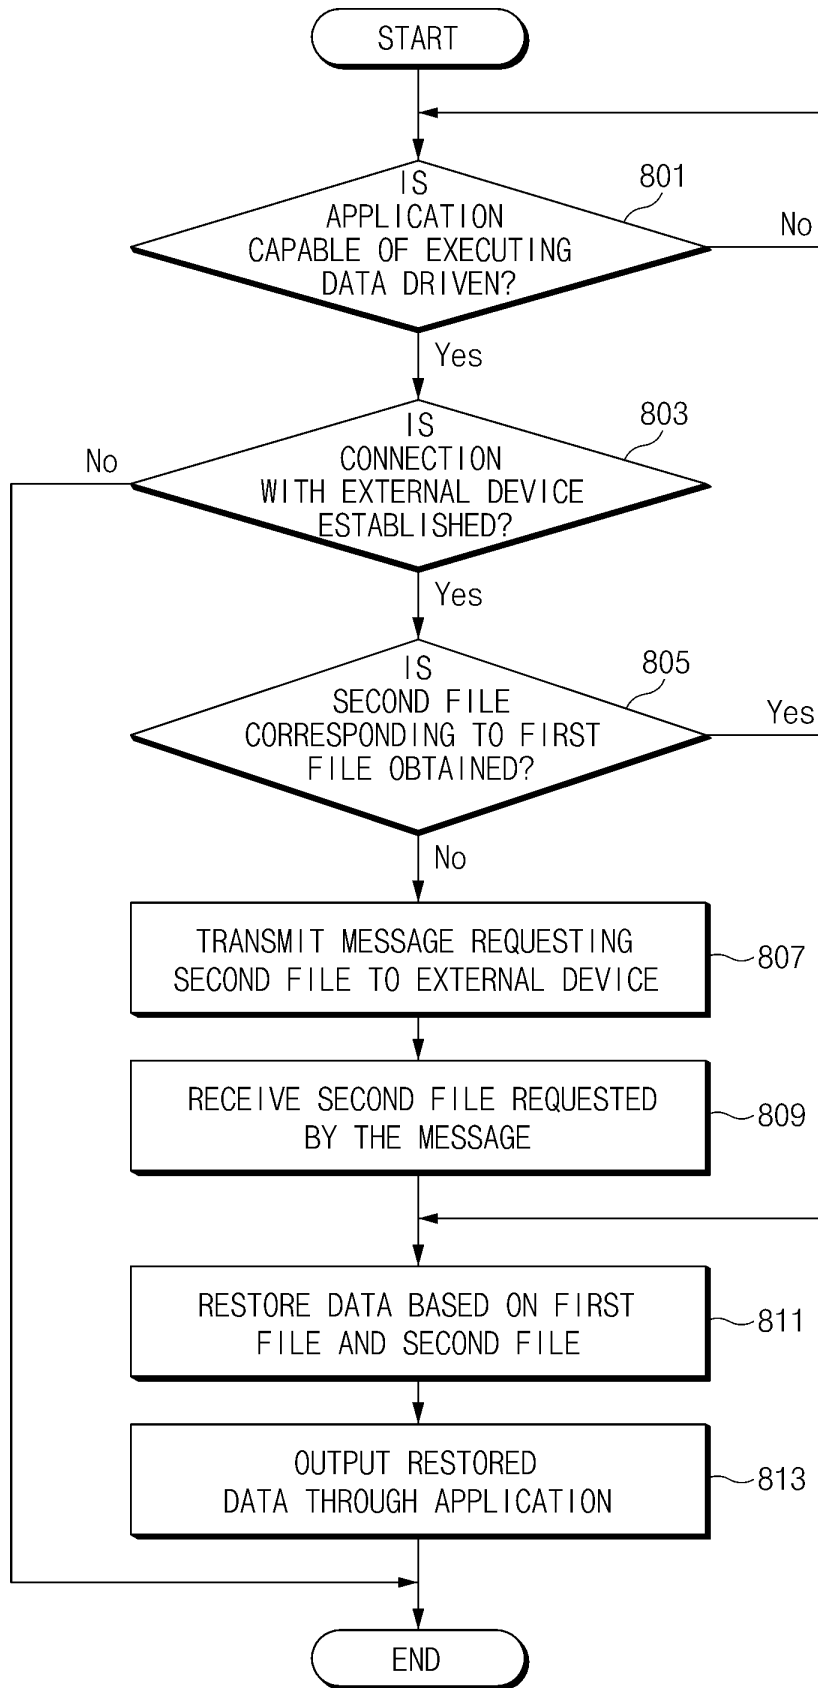 START
IS
APPLICATION
CAPABLE OF EXECUTING
DATA DRIVEN?
801
No
Yes
IS
CONNECTION
WITH EXTERNAL DEVICE
ESTABLISHED?
803
No
Yes
IS
SECOND FILE
CORRESPONDING TO FIRST
FILE OBTAINED?
805
Yes
No
TRANSMIT MESSAGE REQUESTING
SECOND FILE TO EXTERNAL DEVICE
807
RECEIVE SECOND FILE REQUESTED
BY THE MESSAGE
809
RESTORE DATA BASED ON FIRST
FILE AND SECOND FILE
811
OUTPUT RESTORED
DATA THROUGH APPLICATION
813
END